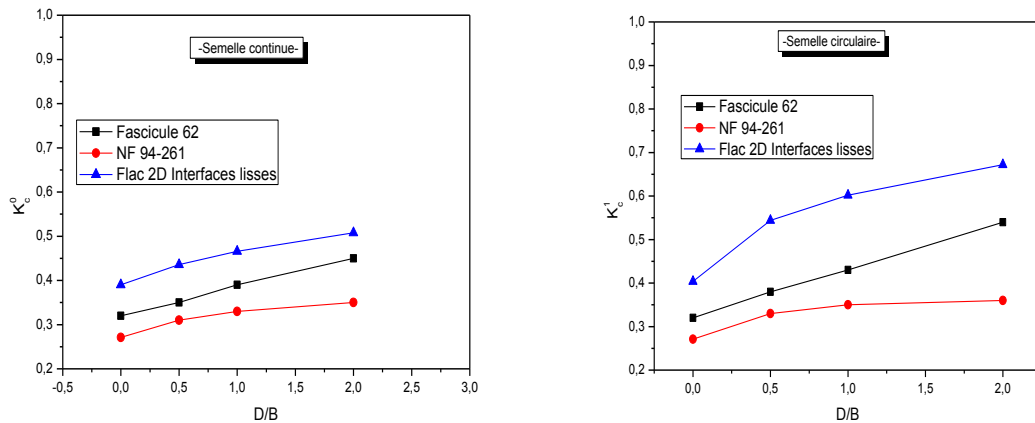 -Semelle continue-
Fascicule 62
NF 94-261
Flac 2D Interfaces lisses
K_c^0
1,0
0,9
0,8
0,7
0,6
0,5
0,4
0,3
0,2
-0,5 0,0 0,5 1,0 1,5 2,0 2,5 3,0
D/B
-Semelle circulaire-
Fascicule 62
NF 94-261
Flac 2D Interfaces lisses
K_c^1
1,0
0,9
0,8
0,7
0,6
0,5
0,4
0,3
0,2
0,0 0,5 1,0 1,5 2,0
D/B